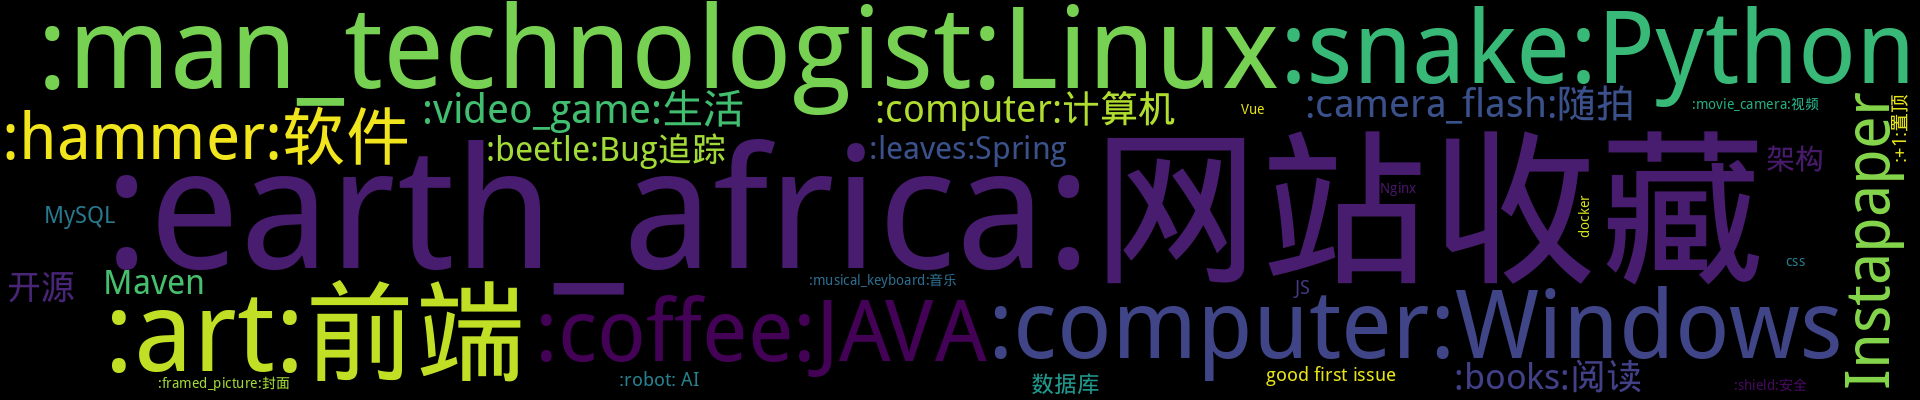 :man_technologist:Linux
:snake:Python
:hammer:软件
:video_game:生活
:computer:计算机
Vue
:camera_flash:随拍
:movie_camera:视频
:+1:置顶
:beetle:Bug追踪
:leaves:Spring
:earth_africa:网站收藏
架构
Nginx
MySQL
docker
Instapaper
开源
Maven
:musical_keyboard:音乐
JS
css
:art:前端
:coffee:JAVA
:computer:Windows
:framed_picture:封面
:robot: AI
数据库
good first issue
:books:阅读
:shield:安全